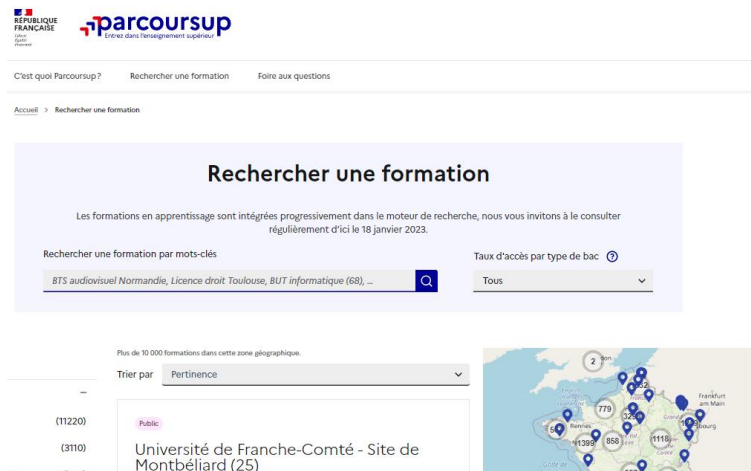 RÉPUBLIQUE
FRANÇAISE
Liberté
Égalité
Fraternité
parcoursup
Entrez dans l'enseignement supérieur
C'est quoi Parcoursup?
Rechercher une formation
Foire aux questions
Accueil > Rechercher une formation
Rechercher une formation
Les formations en apprentissage sont intégrées progressivement dans le moteur de recherche, nous vous invitons à le consulter
régulièrement d'ici le 18 janvier 2023.
Rechercher une formation par mots-clés
Taux d'accès par type de bac ?
BTS audiovisuel Normandie, Licence droit Toulouse, BUT informatique (68), ...
Tous
Plus de 10 000 formations dans cette zone géographique.
Trier par
Pertinence
(11220)
(3110)
Public
Université de Franche-Comté - Site de
Montbéliard (25)
2
779
Frankfurt
am Main
Rennes
1399
858
1118